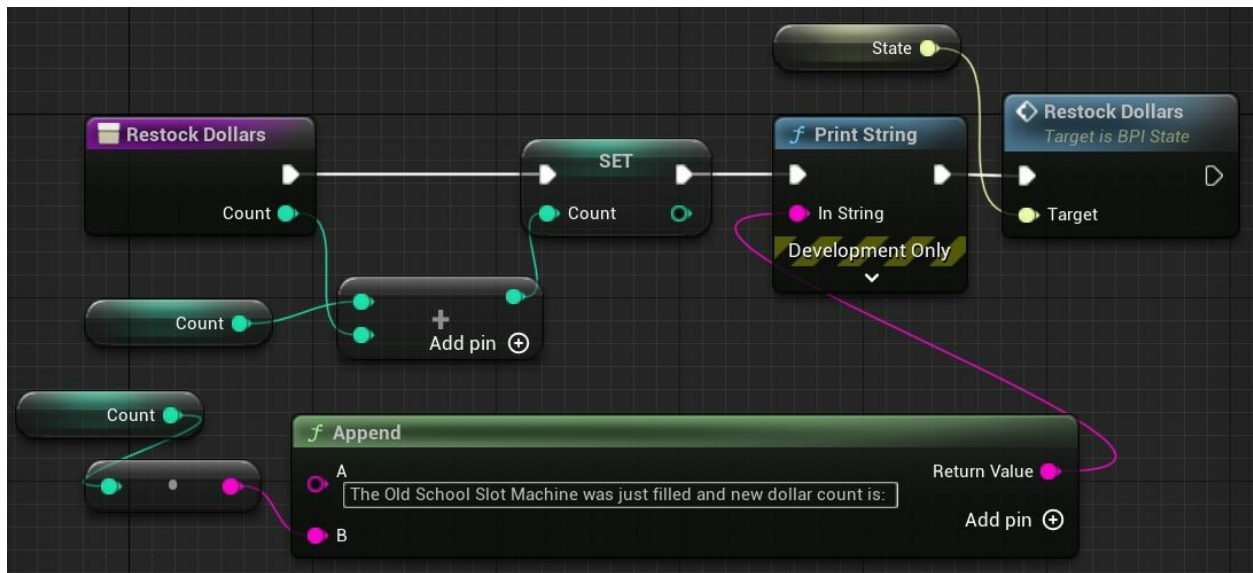 State
Restock Dollars
SET
Print String
Restock Dollars
Target is BPI State
Count
Count
In String
Target
Development Only
Count
+
Add pin
Count
Append
A
The Old School Slot Machine was just filled and new dollar count is:
Return Value
Add pin
B